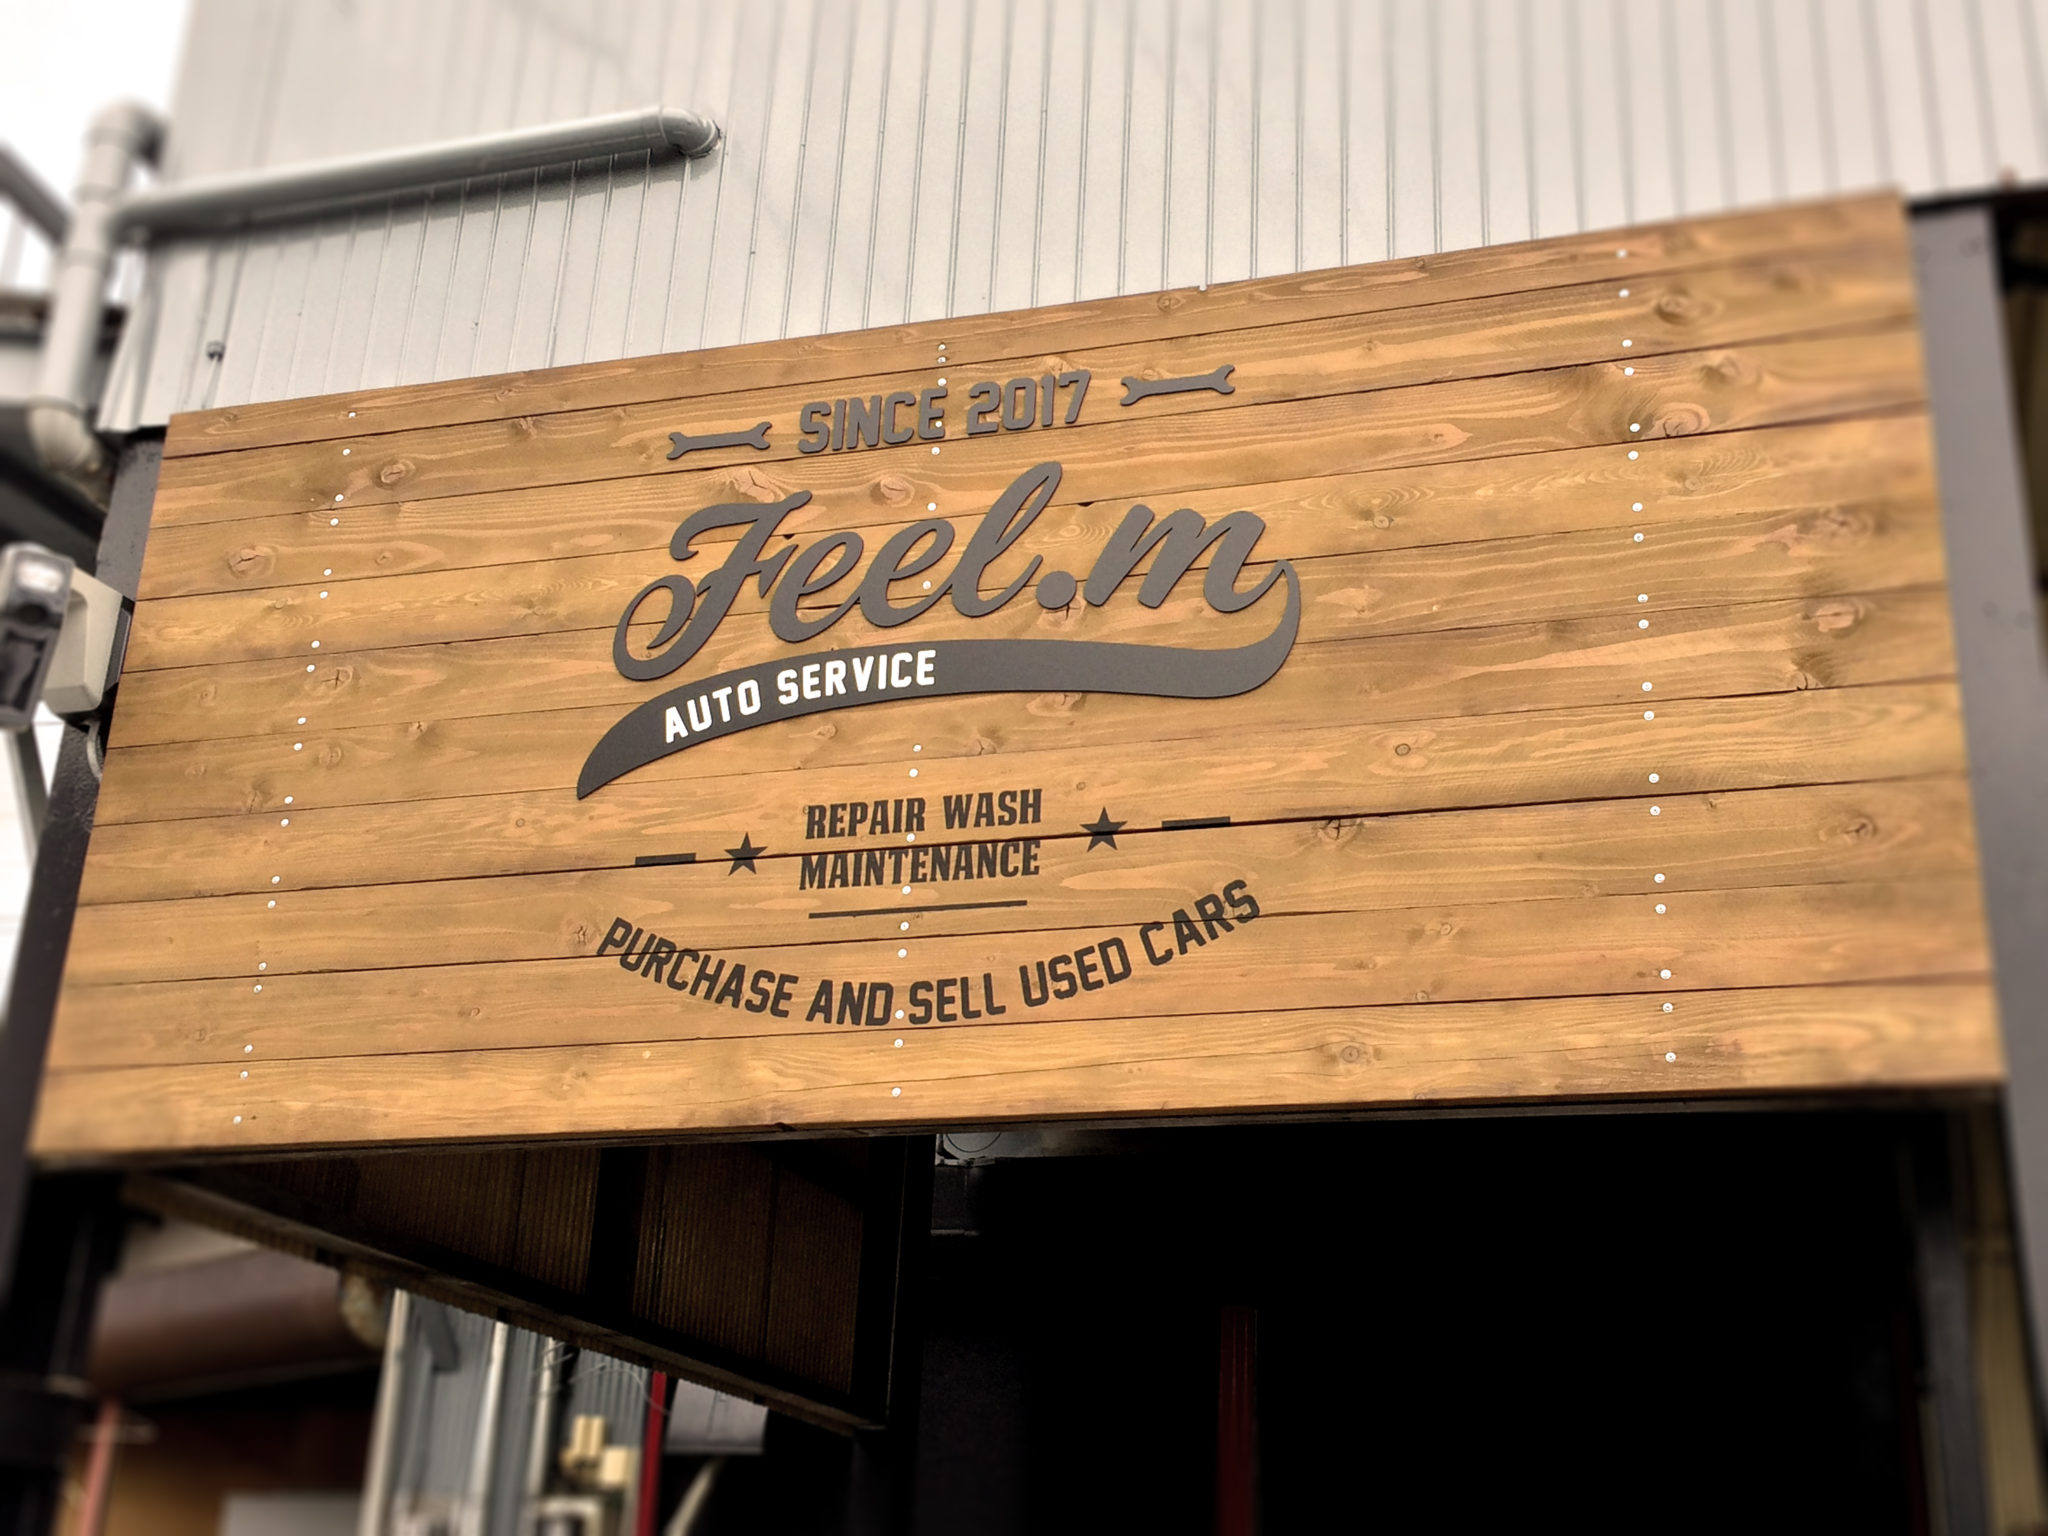 SINCE 2017
Feel.m
AUTO SERVICE
REPAIR WASH
MAINTENANCE
PURCHASE AND SELL USED CARS